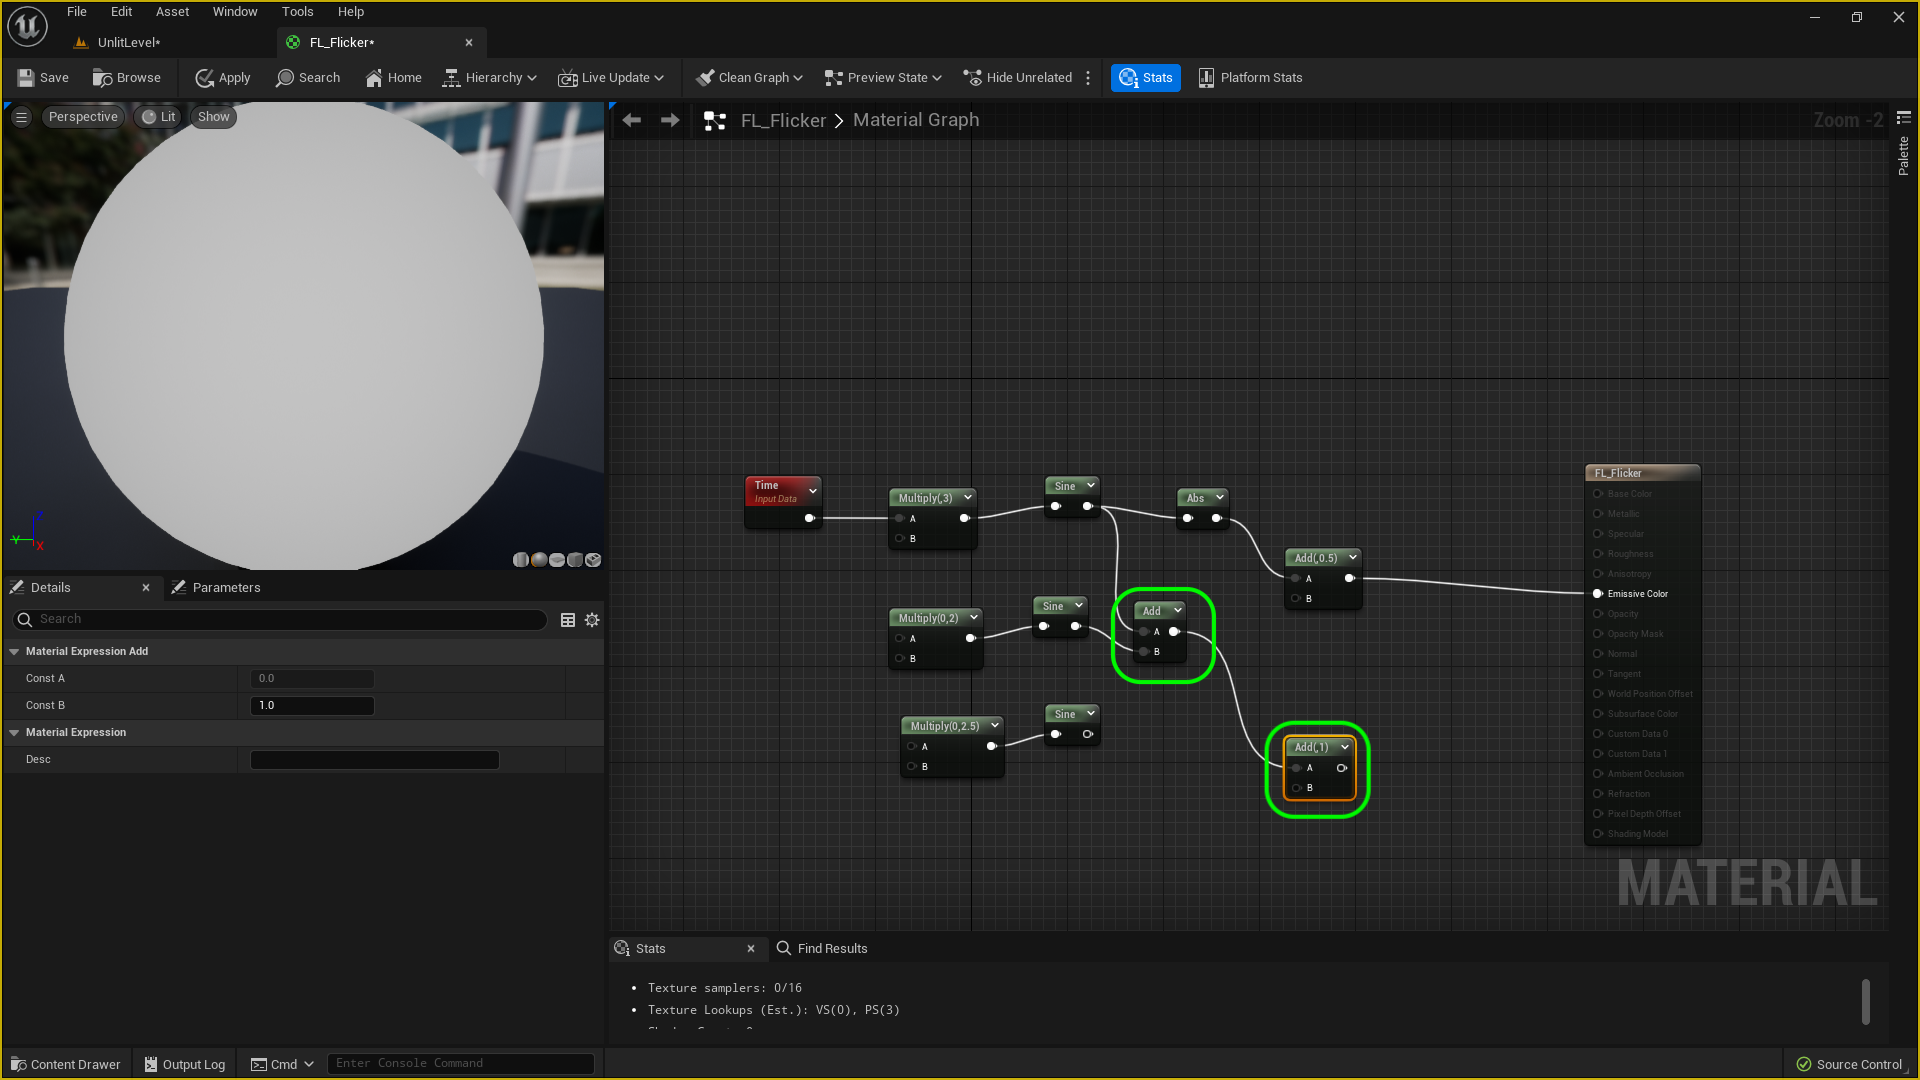 File Edit Asset Window Tools Help
UnlitLevel*
FL_Flicker*
Save Browse Apply Search Home Hierarchy Live Update Clean Graph Preview State Hide Unrelated Stats Platform Stats
Perspective Lit Show
FL_Flicker > Material Graph
Zoom -2
Palette
Time
Input Data
Multiply(,3)
A
B
Sine
Abs
Add(,0.5)
A
B
Multiply(0,2)
A
B
Sine
Add
A
B
Multiply(0,2.5)
A
B
Sine
Add(,1)
A
B
FL_Flicker
Base Color
Metallic
Specular
Roughness
Anisotropy
Emissive Color
Opacity
Opacity Mask
Normal
Tangent
World Position Offset
Subsurface Color
Custom Data 0
Custom Data 1
Ambient Occlusion
Refraction
Pixel Depth Offset
Shading Model
MATERIAL
Z
Y
X
Details
Parameters
Search
Material Expression Add
Const A 0.0
Const B 1.0
Material Expression
Desc
Stats
Find Results
• Texture samplers: 0/16
• Texture Lookups (Est.): VS(0), PS(3)
Content Drawer Output Log Cmd Enter Console Command Source Control